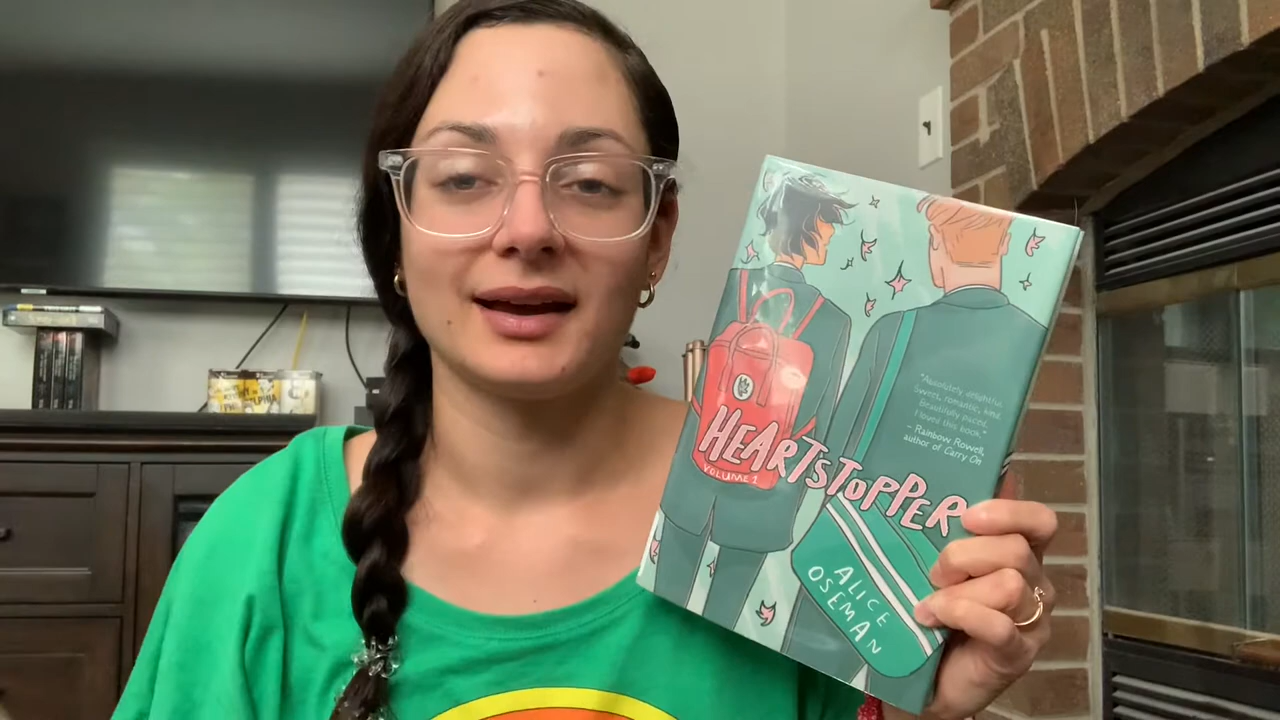 "Absolutely delightful.
Sweet, romantic, kind.
Beautifully paced.
I loved this book."
– Rainbow Rowell,
author of Carry On
HEARTSTOPPER
VOLUME 1
ALICE
OSEMAN